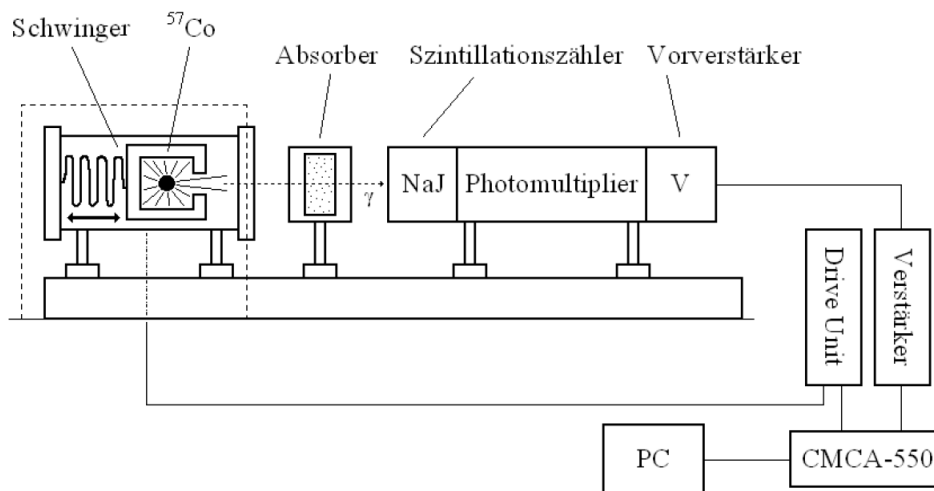 Schwinger
⁵⁷Co
Absorber
Szintillationszähler
Vorverstärker
γ
NaJ
Photomultiplier
V
Drive Unit
Verstärker
PC
CMCA-550